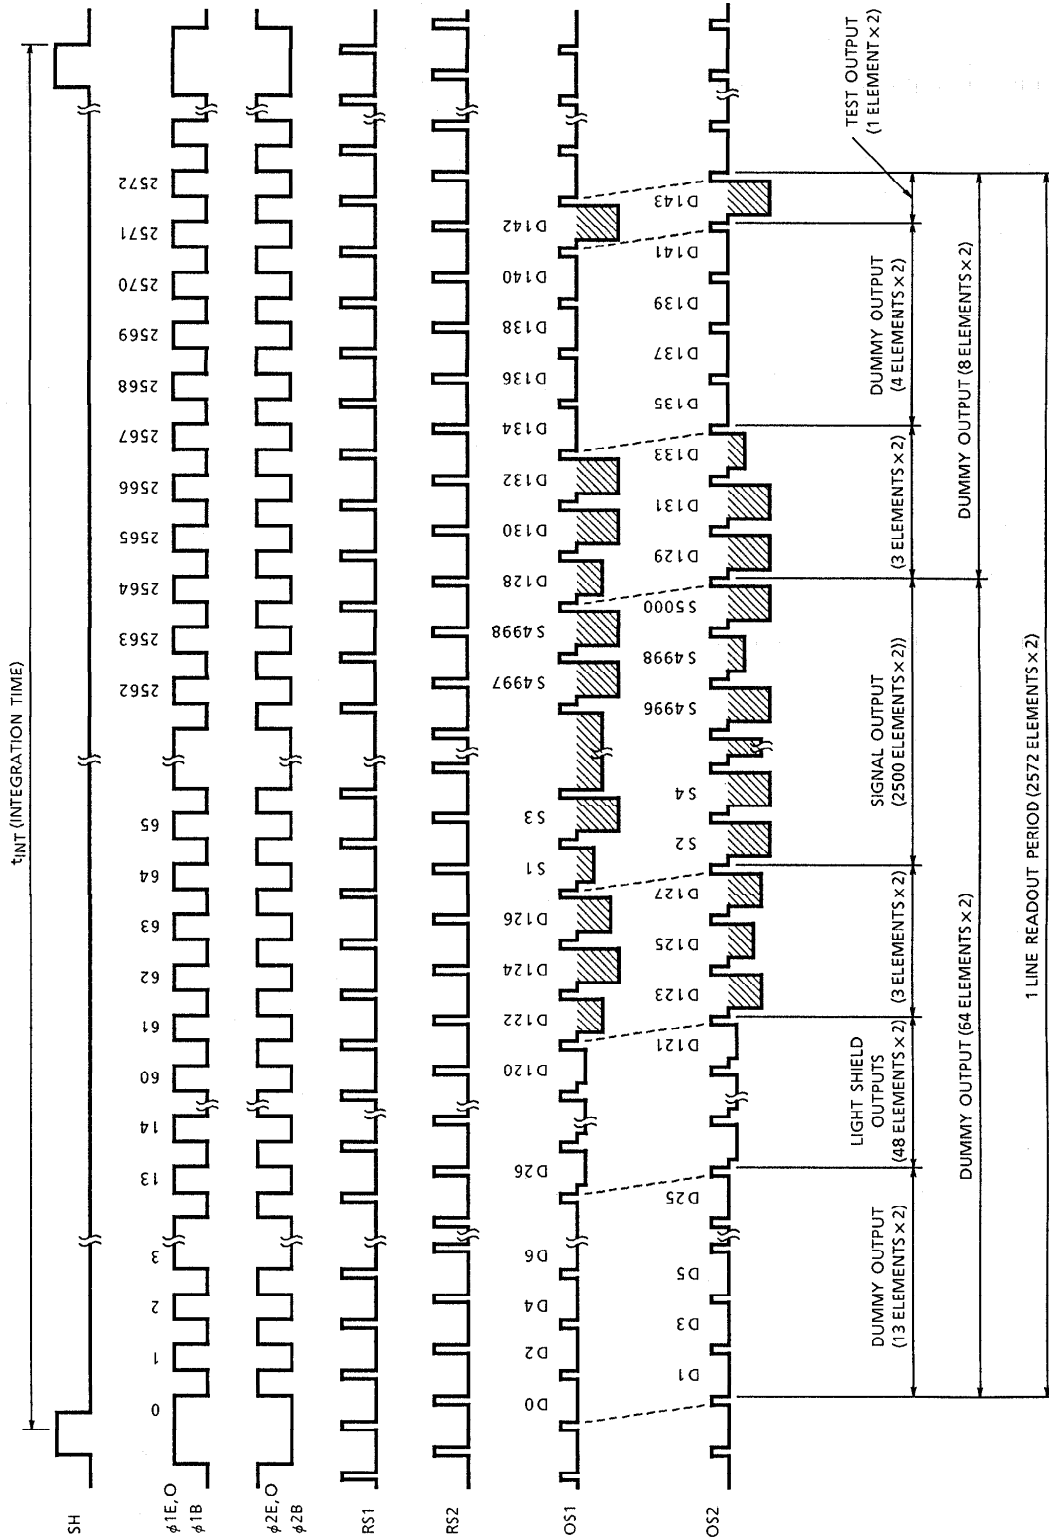 tINT (INTEGRATION TIME)
SH
φ1E, O
φ1B
0 1 2 3 13 14 60 61 62 63 64 65 2562 2563 2564 2565 2566 2567 2568 2569 2570 2571 2572
φ2E, O
φ2B
RS1
RS2
OS1
D0 D2 D4 D6 D26 D120 D122 D124 D126 S1 S3 S4997 S4998 D128 D130 D132 D134 D136 D138 D140 D142
OS2
D1 D3 D5 D25 D121 D123 D125 D127 S2 S4 S4996 S4998 S5000 D129 D131 D133 D135 D137 D139 D141 D143
TEST OUTPUT
(1 ELEMENT×2)
DUMMY OUTPUT
(13 ELEMENTS×2)
LIGHT SHIELD
OUTPUTS
(48 ELEMENTS×2)
(3 ELEMENTS×2)
SIGNAL OUTPUT
(2500 ELEMENTS×2))
(3 ELEMENTS×2)
DUMMY OUTPUT
(4 ELEMENTS×2)
DUMMY OUTPUT (64 ELEMENTS×2)
DUMMY OUTPUT (8 ELEMENTS×2)
1 LINE READOUT PERIOD (2572 ELEMENTS×2)